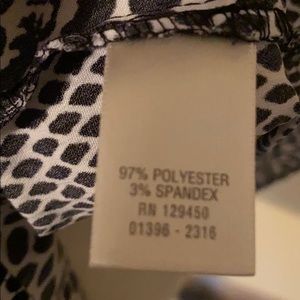 97% POLYESTER
3% SPANDEX
RN 129450
01396 - 2316